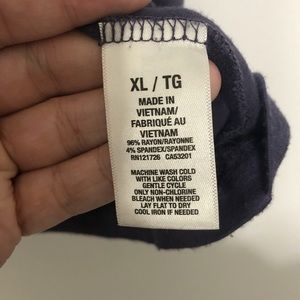 XL / TG
MADE IN
VIETNAM/
FABRIQUÉ AU
VIETNAM
96% RAYON/RAYONNE
4% SPANDEX/SPANDEX
RN121726 CA53201
MACHINE WASH COLD
WITH LIKE COLORS
GENTLE CYCLE
ONLY NON-CHLORINE
BLEACH WHEN NEEDED
LAY FLAT TO DRY
COOL IRON IF NEEDED